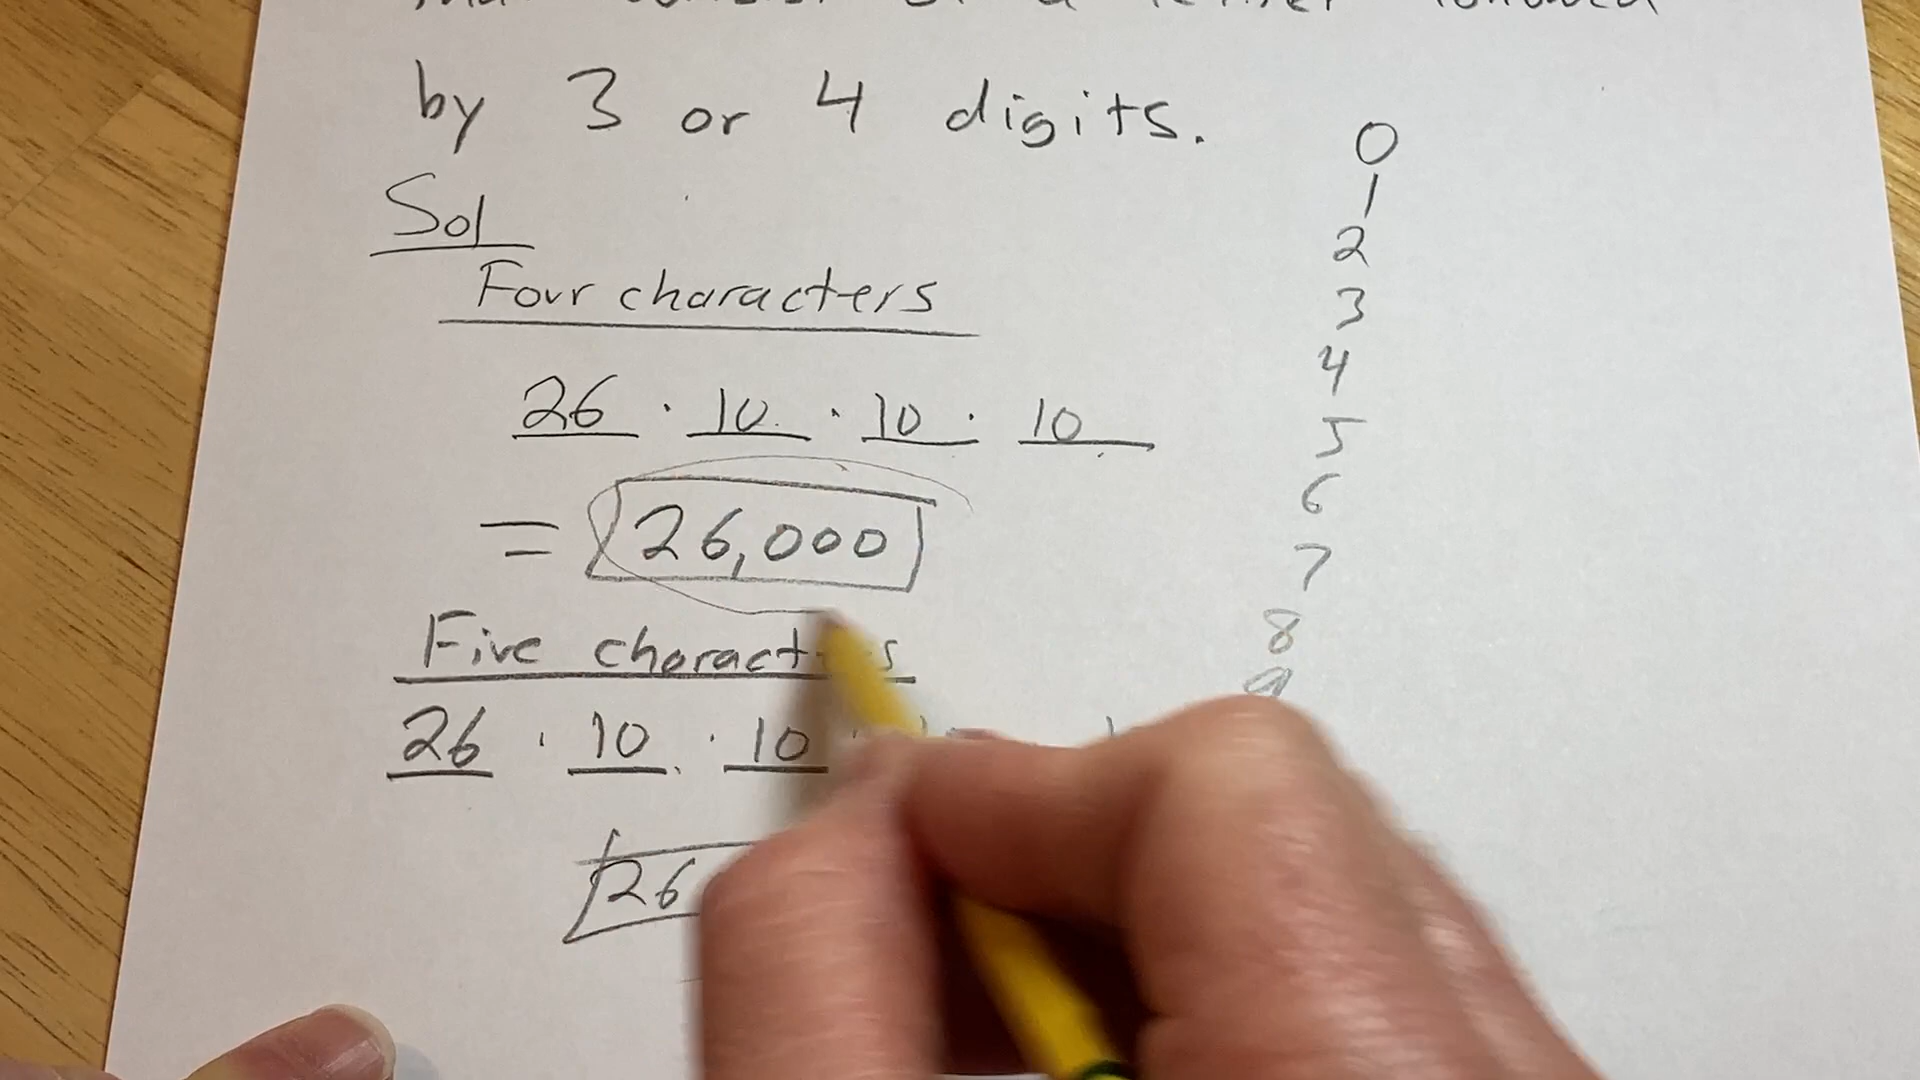 by 3 or 4 digits.
Sol
Four characters
26 · 10 · 10 · 10
= 26,000
Five characters
26 · 10 · 10
26
0
1
2
3
4
5
6
7
8
9